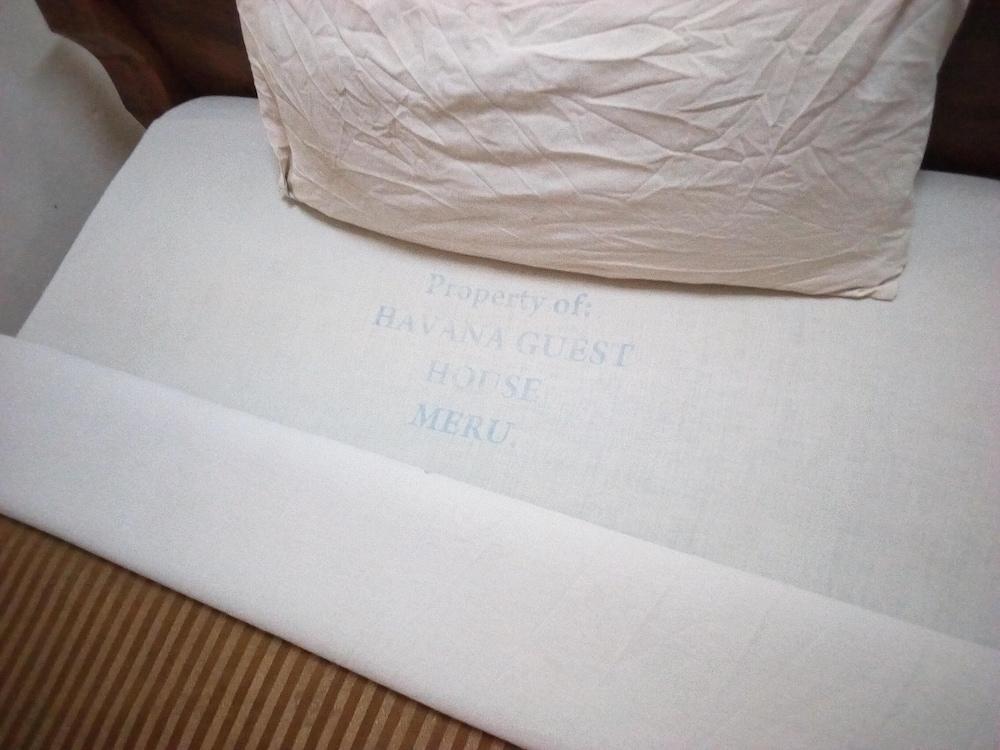 Property of:
HAVANA GUEST
HOUSE
MERU.